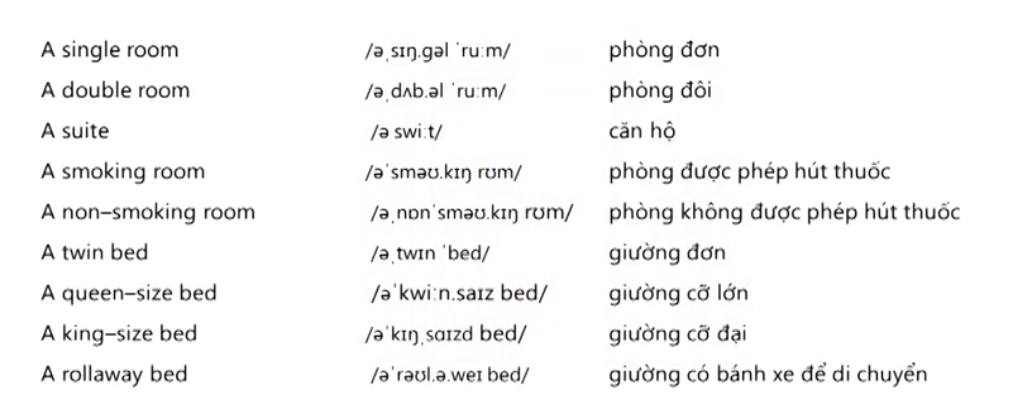 A single room /əˌsɪŋ.gəl ˈruːm/ phòng đơn
A double room /əˌdʌb.əl ˈruːm/ phòng đôi
A suite /ə swiːt/ căn hộ
A smoking room /əˈsməʊ.kɪŋ rʊm/ phòng được phép hút thuốc
A non–smoking room /əˌnɒnˈsməʊ.kɪŋ rʊm/ phòng không được phép hút thuốc
A twin bed /əˌtwɪn ˈbed/ giường đơn
A queen–size bed /əˈkwiːn.saɪz bed/ giường cỡ lớn
A king–size bed /əˈkɪŋˌsaɪzd bed/ giường cỡ đại
A rollaway bed /əˈrəʊl.ə.weɪ bed/ giường có bánh xe để di chuyển